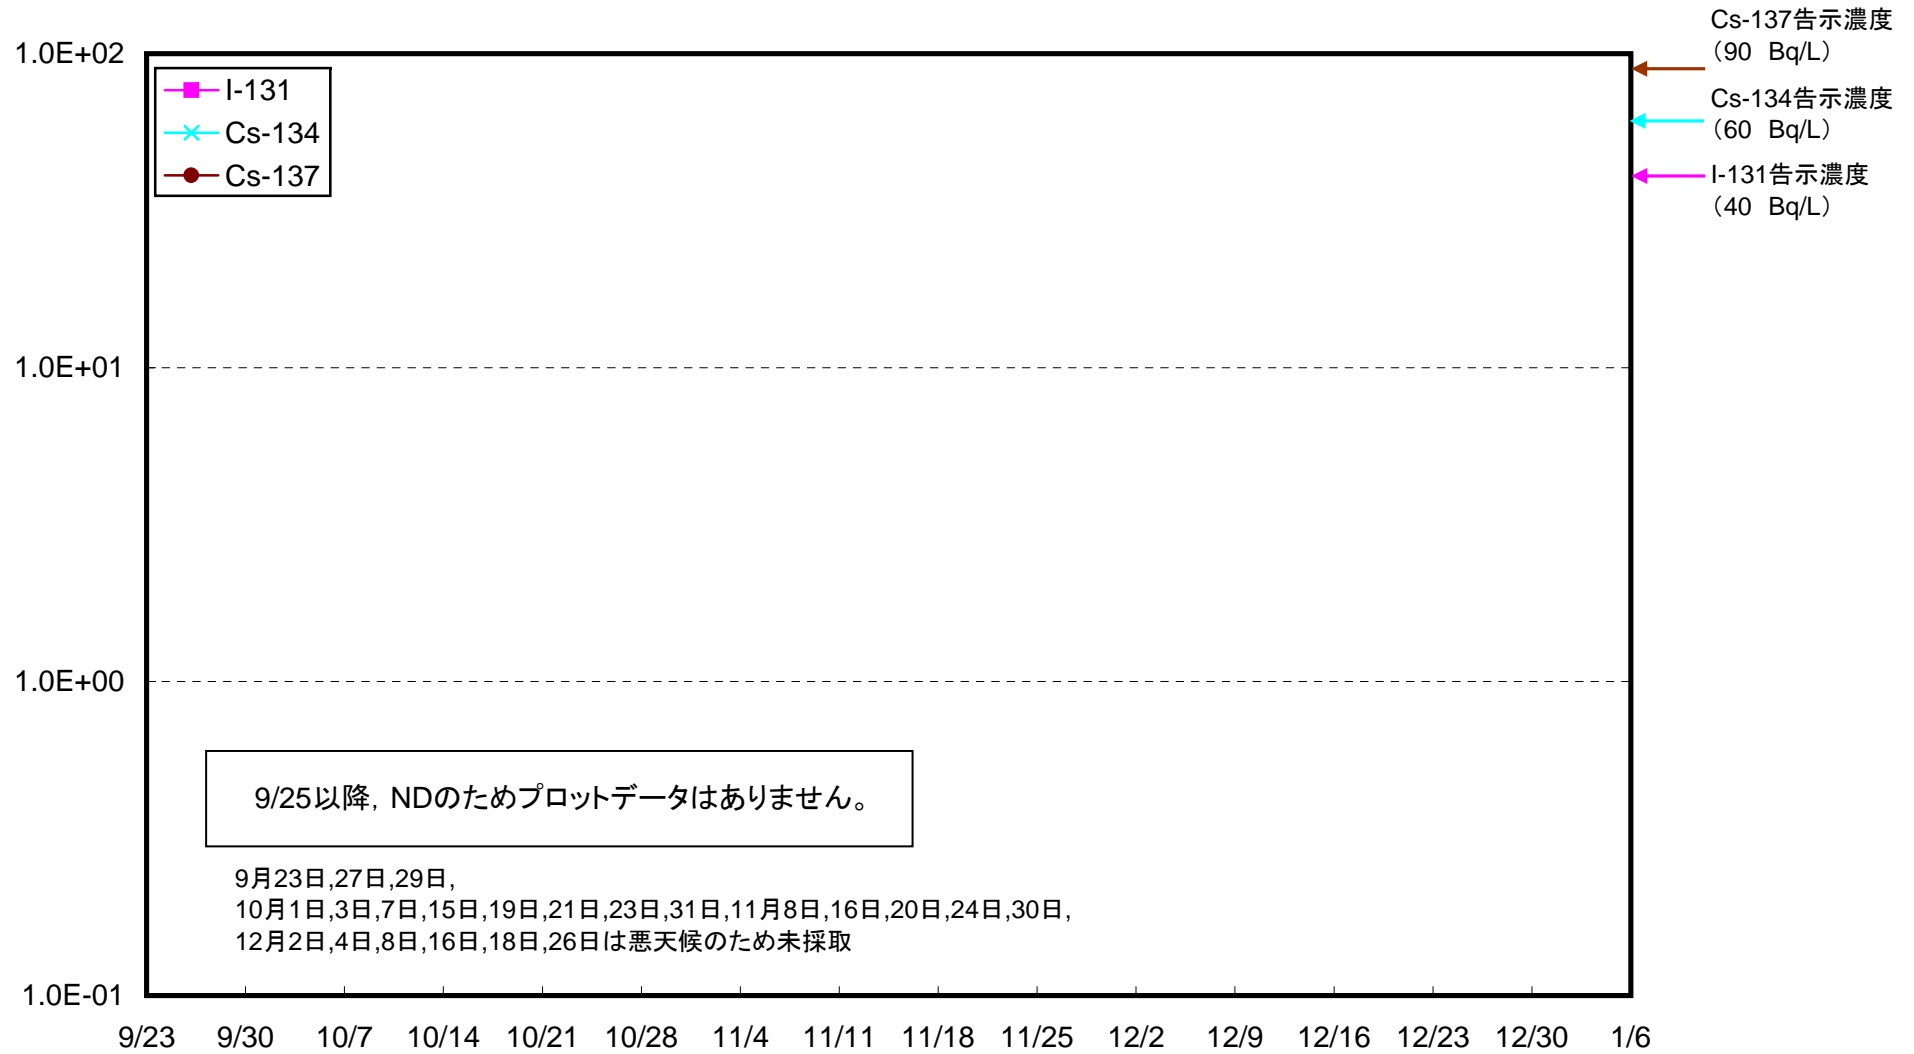 Cs-137告示濃度
(90 Bq/L)
1.0E+02
I-131
Cs-134告示濃度
(60 Bq/L)
Cs-134
Cs-137
I-131告示濃度
(40 Bq/L)
1.0E+01
1.0E+00
9/25以降, NDのためプロットデータはありません。
9月23日,27日,29日,
10月1日,3日,7日,15日,19日,21日,23日,31日,11月8日,16日,20日,24日,30日,
12月2日,4日,8日,16日,18日,26日は悪天候のため未採取
1.0E-01
9/23 9/30 10/7 10/14 10/21 10/28 11/4 11/11 11/18 11/25 12/2 12/9 12/16 12/23 12/30 1/6